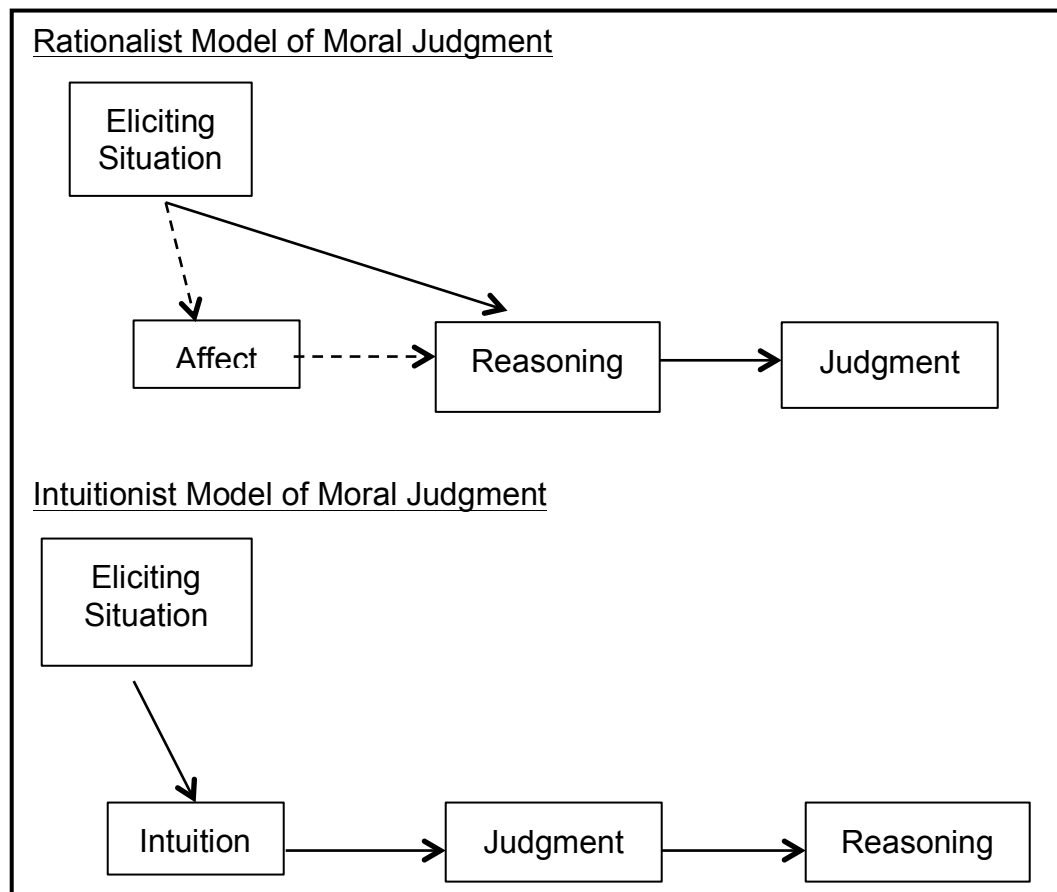 Rationalist Model of Moral Judgment
Eliciting
Situation
Affect
Reasoning
Judgment
Intuitionist Model of Moral Judgment
Eliciting
Situation
Intuition
Judgment
Reasoning